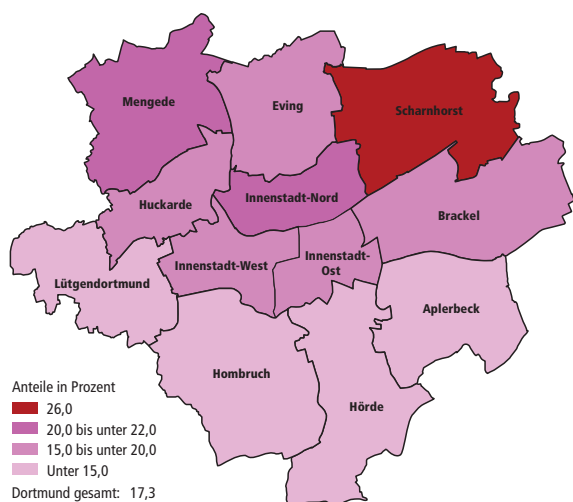 Mengede
Eving
Scharnhorst
Huckarde
Innenstadt-Nord
Brackel
Lütgendortmund
Innenstadt-West
Innenstadt-
Ost
Aplerbeck
Hombruch
Hörde
Anteile in Prozent
26,0
20,0 bis unter 22,0
15,0 bis unter 20,0
Unter 15,0
Dortmund gesamt: 17,3